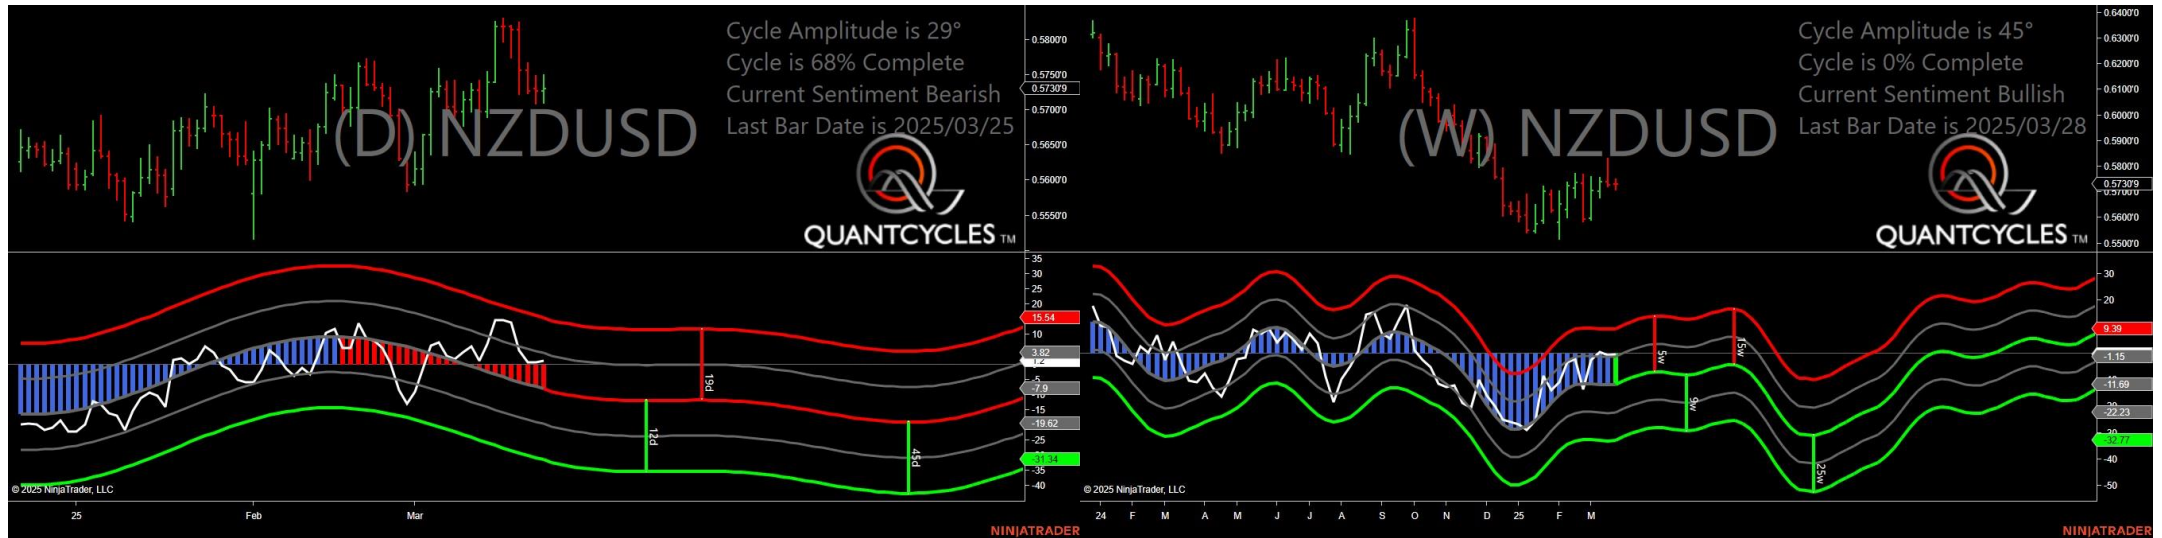 Cycle Amplitude is 29°
Cycle is 68% Complete
Current Sentiment Bearish
Last Bar Date is 2025/03/25
(D) NZDUSD
QUANTCYCLES TM
0.5800'0
0.5750'0
0.5730'9
0.5700'0
0.5650'0
0.5600'0
0.5550'0
35
30
25
20
15.54
10
3.82
-5
-7.9
-15
-19.62
-25
-31.34
-35
-40
19d
12d
45d
© 2025 NinjaTrader, LLC
25
Feb
Mar
NINJATRADER
Cycle Amplitude is 45°
Cycle is 0% Complete
Current Sentiment Bullish
Last Bar Date is 2025/03/28
(W) NZDUSD
QUANTCYCLES TM
0.6400'0
0.6300'0
0.6200'0
0.6100'0
0.6000'0
0.5900'0
0.5800'0
0.5730'9
0.5700'0
0.5600'0
0.5500'0
30
20
9.39
-1.15
-11.69
-22.23
-32.77
-40
-50
5w
15w
9w
25w
© 2025 NinjaTrader, LLC
24
F
M
A
M
J
J
A
S
O
N
D
25
F
M
NINJATRADER